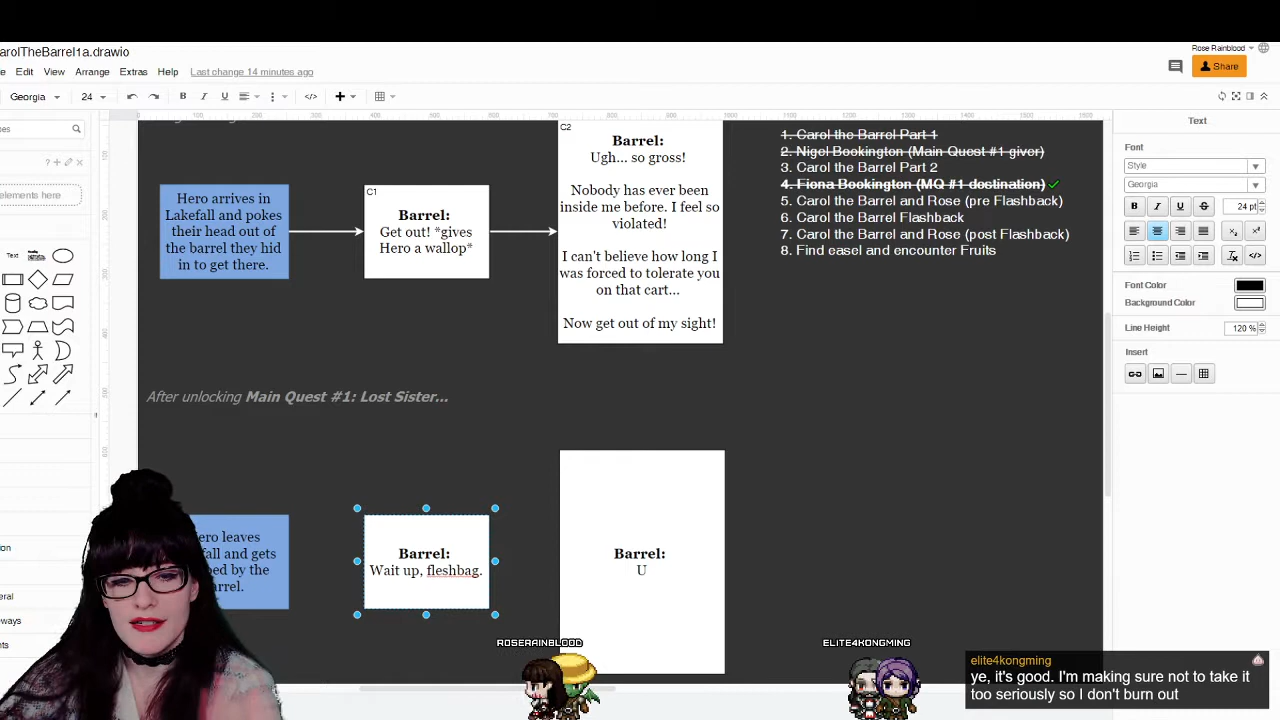 arolTheBarrel1a.drawio
Rose Rainblood
Edit View Arrange Extras Help Last change 14 minutes ago
Share
Georgia 24
Text
Font
Style
Georgia
24 pt
Font Color
Background Color
Line Height 120 %
Insert
elements here
Text
C1
C2
Hero arrives in
Lakefall and pokes
their head out of
the barrel they hid
in to get there.
Barrel:
Get out! *gives
Hero a wallop*
Barrel:
Ugh... so gross!
Nobody has ever been
inside me before. I feel so
violated!
I can't believe how long I
was forced to tolerate you
on that cart...
Now get out of my sight!
1. Carol the Barrel Part 1
2. Nigel Bookington (Main Quest #1 giver)
3. Carol the Barrel Part 2
4. Fiona Bookington (MQ #1 destination)
5. Carol the Barrel and Rose (pre Flashback)
6. Carol the Barrel Flashback
7. Carol the Barrel and Rose (post Flashback)
8. Find easel and encounter Fruits
After unlocking Main Quest #1: Lost Sister...
ero leaves
fall and gets
ped by the
arrel.
Barrel:
Wait up, fleshbag.
Barrel:
U
ROSERAINBLOOD
ELITE4KONGMING
elite4kongming
ye, it's good. I'm making sure not to take it
too seriously so I don't burn out